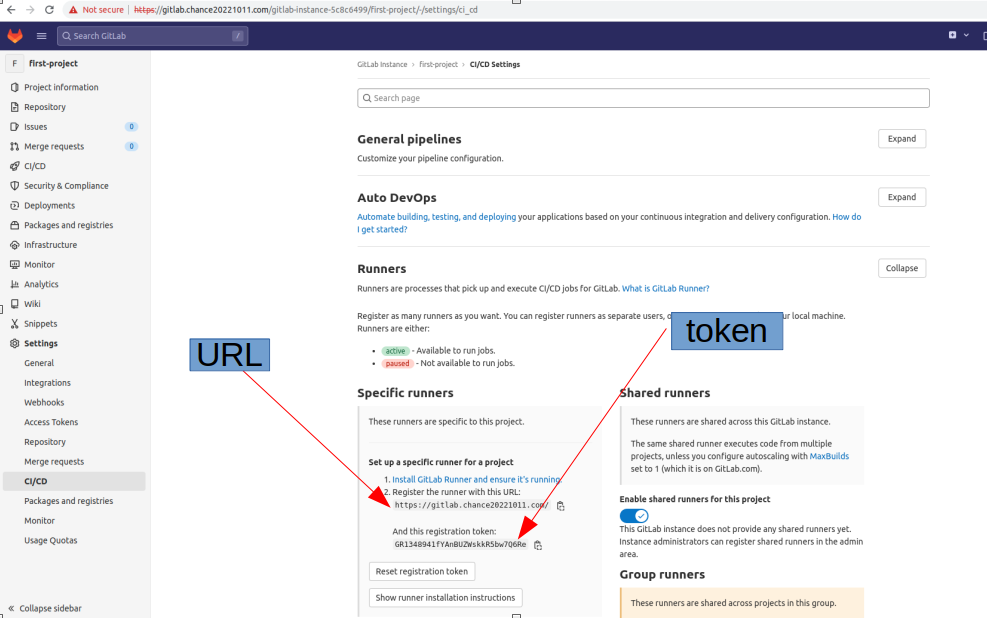 Not secure https://gitlab.chance20221011.com/gitlab-instance-5c8c6499/first-project/-/settings/ci_cd
Search GitLab /
F first-project
Project information
Repository
Issues 0
Merge requests 0
CI/CD
Security & Compliance
Deployments
Packages and registries
Infrastructure
Monitor
Analytics
Wiki
Snippets
Settings
General
Integrations
Webhooks
Access Tokens
Repository
Merge requests
CI/CD
Packages and registries
Monitor
Usage Quotas
« Collapse sidebar
GitLab Instance › first-project › CI/CD Settings
Search page
General pipelines
Expand
Customize your pipeline configuration.
Auto DevOps
Expand
Automate building, testing, and deploying your applications based on your continuous integration and delivery configuration. How do
I get started?
Runners
Collapse
Runners are processes that pick up and execute CI/CD jobs for GitLab. What is GitLab Runner?
Register as many runners as you want. You can register runners as separate users, o ur local machine.
Runners are either:
• active - Available to run jobs.
• paused - Not available to run jobs.
URL
token
Specific runners
These runners are specific to this project.
Set up a specific runner for a project
1. Install GitLab Runner and ensure it's running.
2. Register the runner with this URL:
https://gitlab.chance20221011.com/
And this registration token:
GR1348941fYAnBUZWskkR5bw7Q6Re
Reset registration token
Show runner installation instructions
Shared runners
These runners are shared across this GitLab instance.
The same shared runner executes code from multiple
projects, unless you configure autoscaling with MaxBuilds
set to 1 (which it is on GitLab.com).
Enable shared runners for this project
This GitLab instance does not provide any shared runners yet.
Instance administrators can register shared runners in the admin
area.
Group runners
These runners are shared across projects in this group.